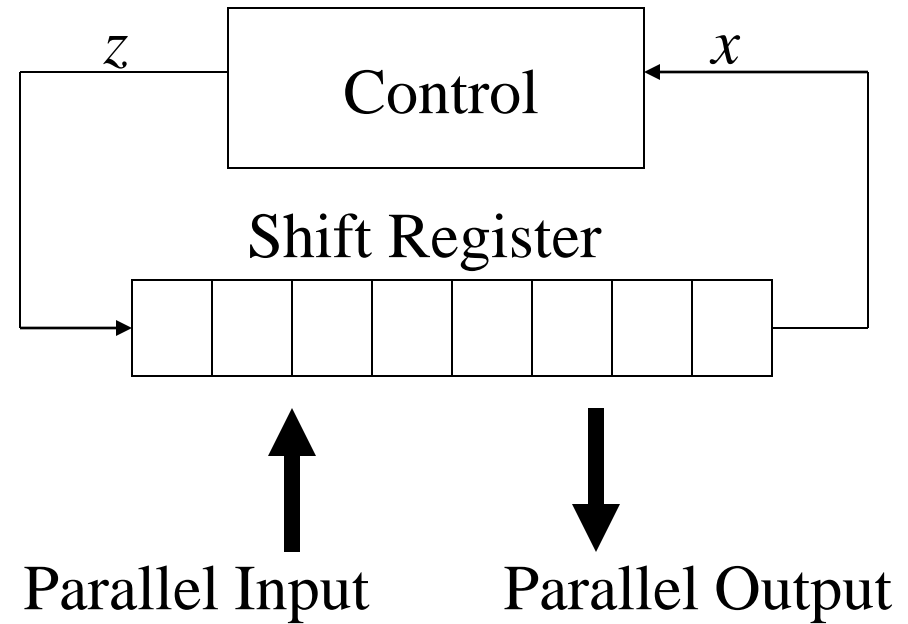 z
x
Control
Shift Register
Parallel Input
Parallel Output